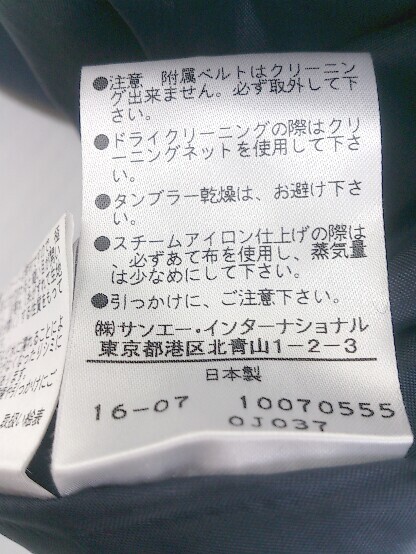 ●注意 附属ベルトはクリーニン
グ出来ません。必ず取外して下
さい。
●ドライクリーニングの際はクリ
ーニングネットを使用して下さ
い。
●タンブラー乾燥は、お避け下さ
い。
●スチームアイロン仕上げの際は
、必ずあて布を使用し、蒸気量
は少なめにして下さい。
●引っかけに、ご注意下さい。
㈱サンエー・インターナショナル
東京都港区北青山1-2-3
日本製
16-07 10070555
0J037
取扱い絵表